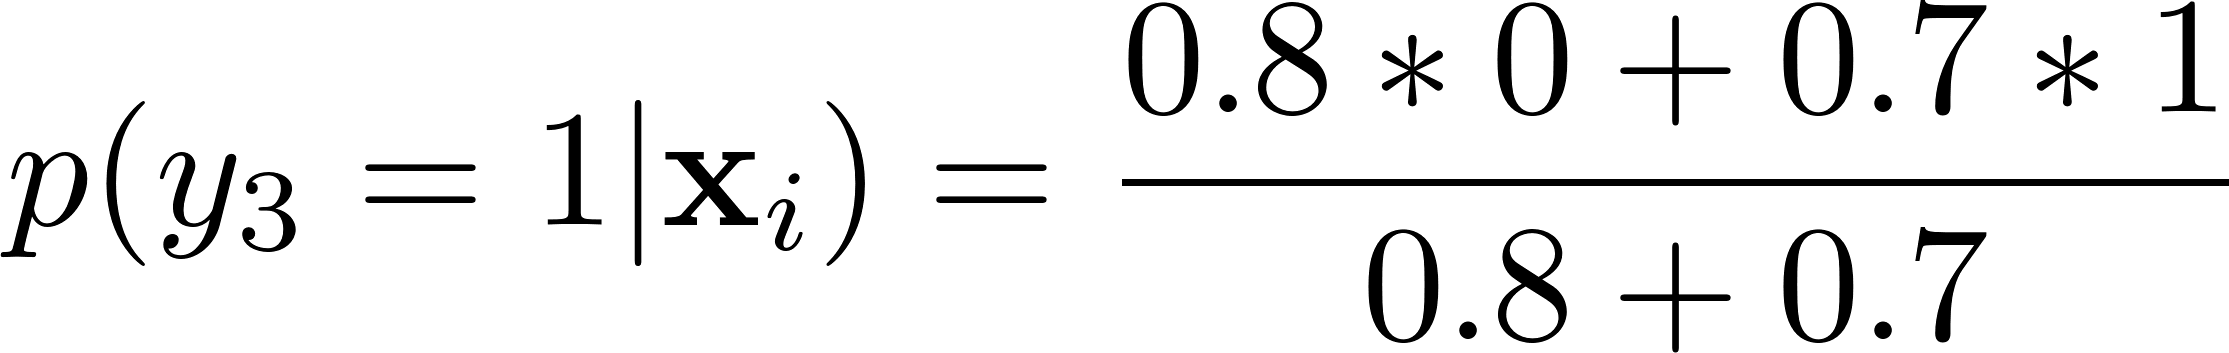 p(y_3 = 1|\mathbf{x}_i) = \frac{0.8 * 0 + 0.7 * 1}{0.8 + 0.7}